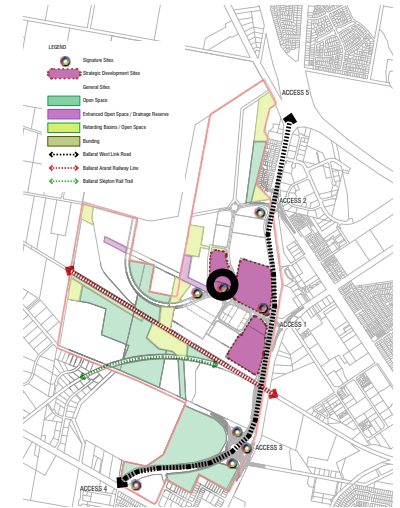 LEGEND
Signature Sites
Strategic Development Sites
General Sites
Open Space
Enhanced Open Space / Drainage Reserve
Retarding Basins / Open Space
Bunding
Ballarat West Link Road
Ballarat Ararat Railway Line
Ballarat Skipton Rail Trail
ACCESS 5
ACCESS 2
ACCESS 1
ACCESS 3
ACCESS 4